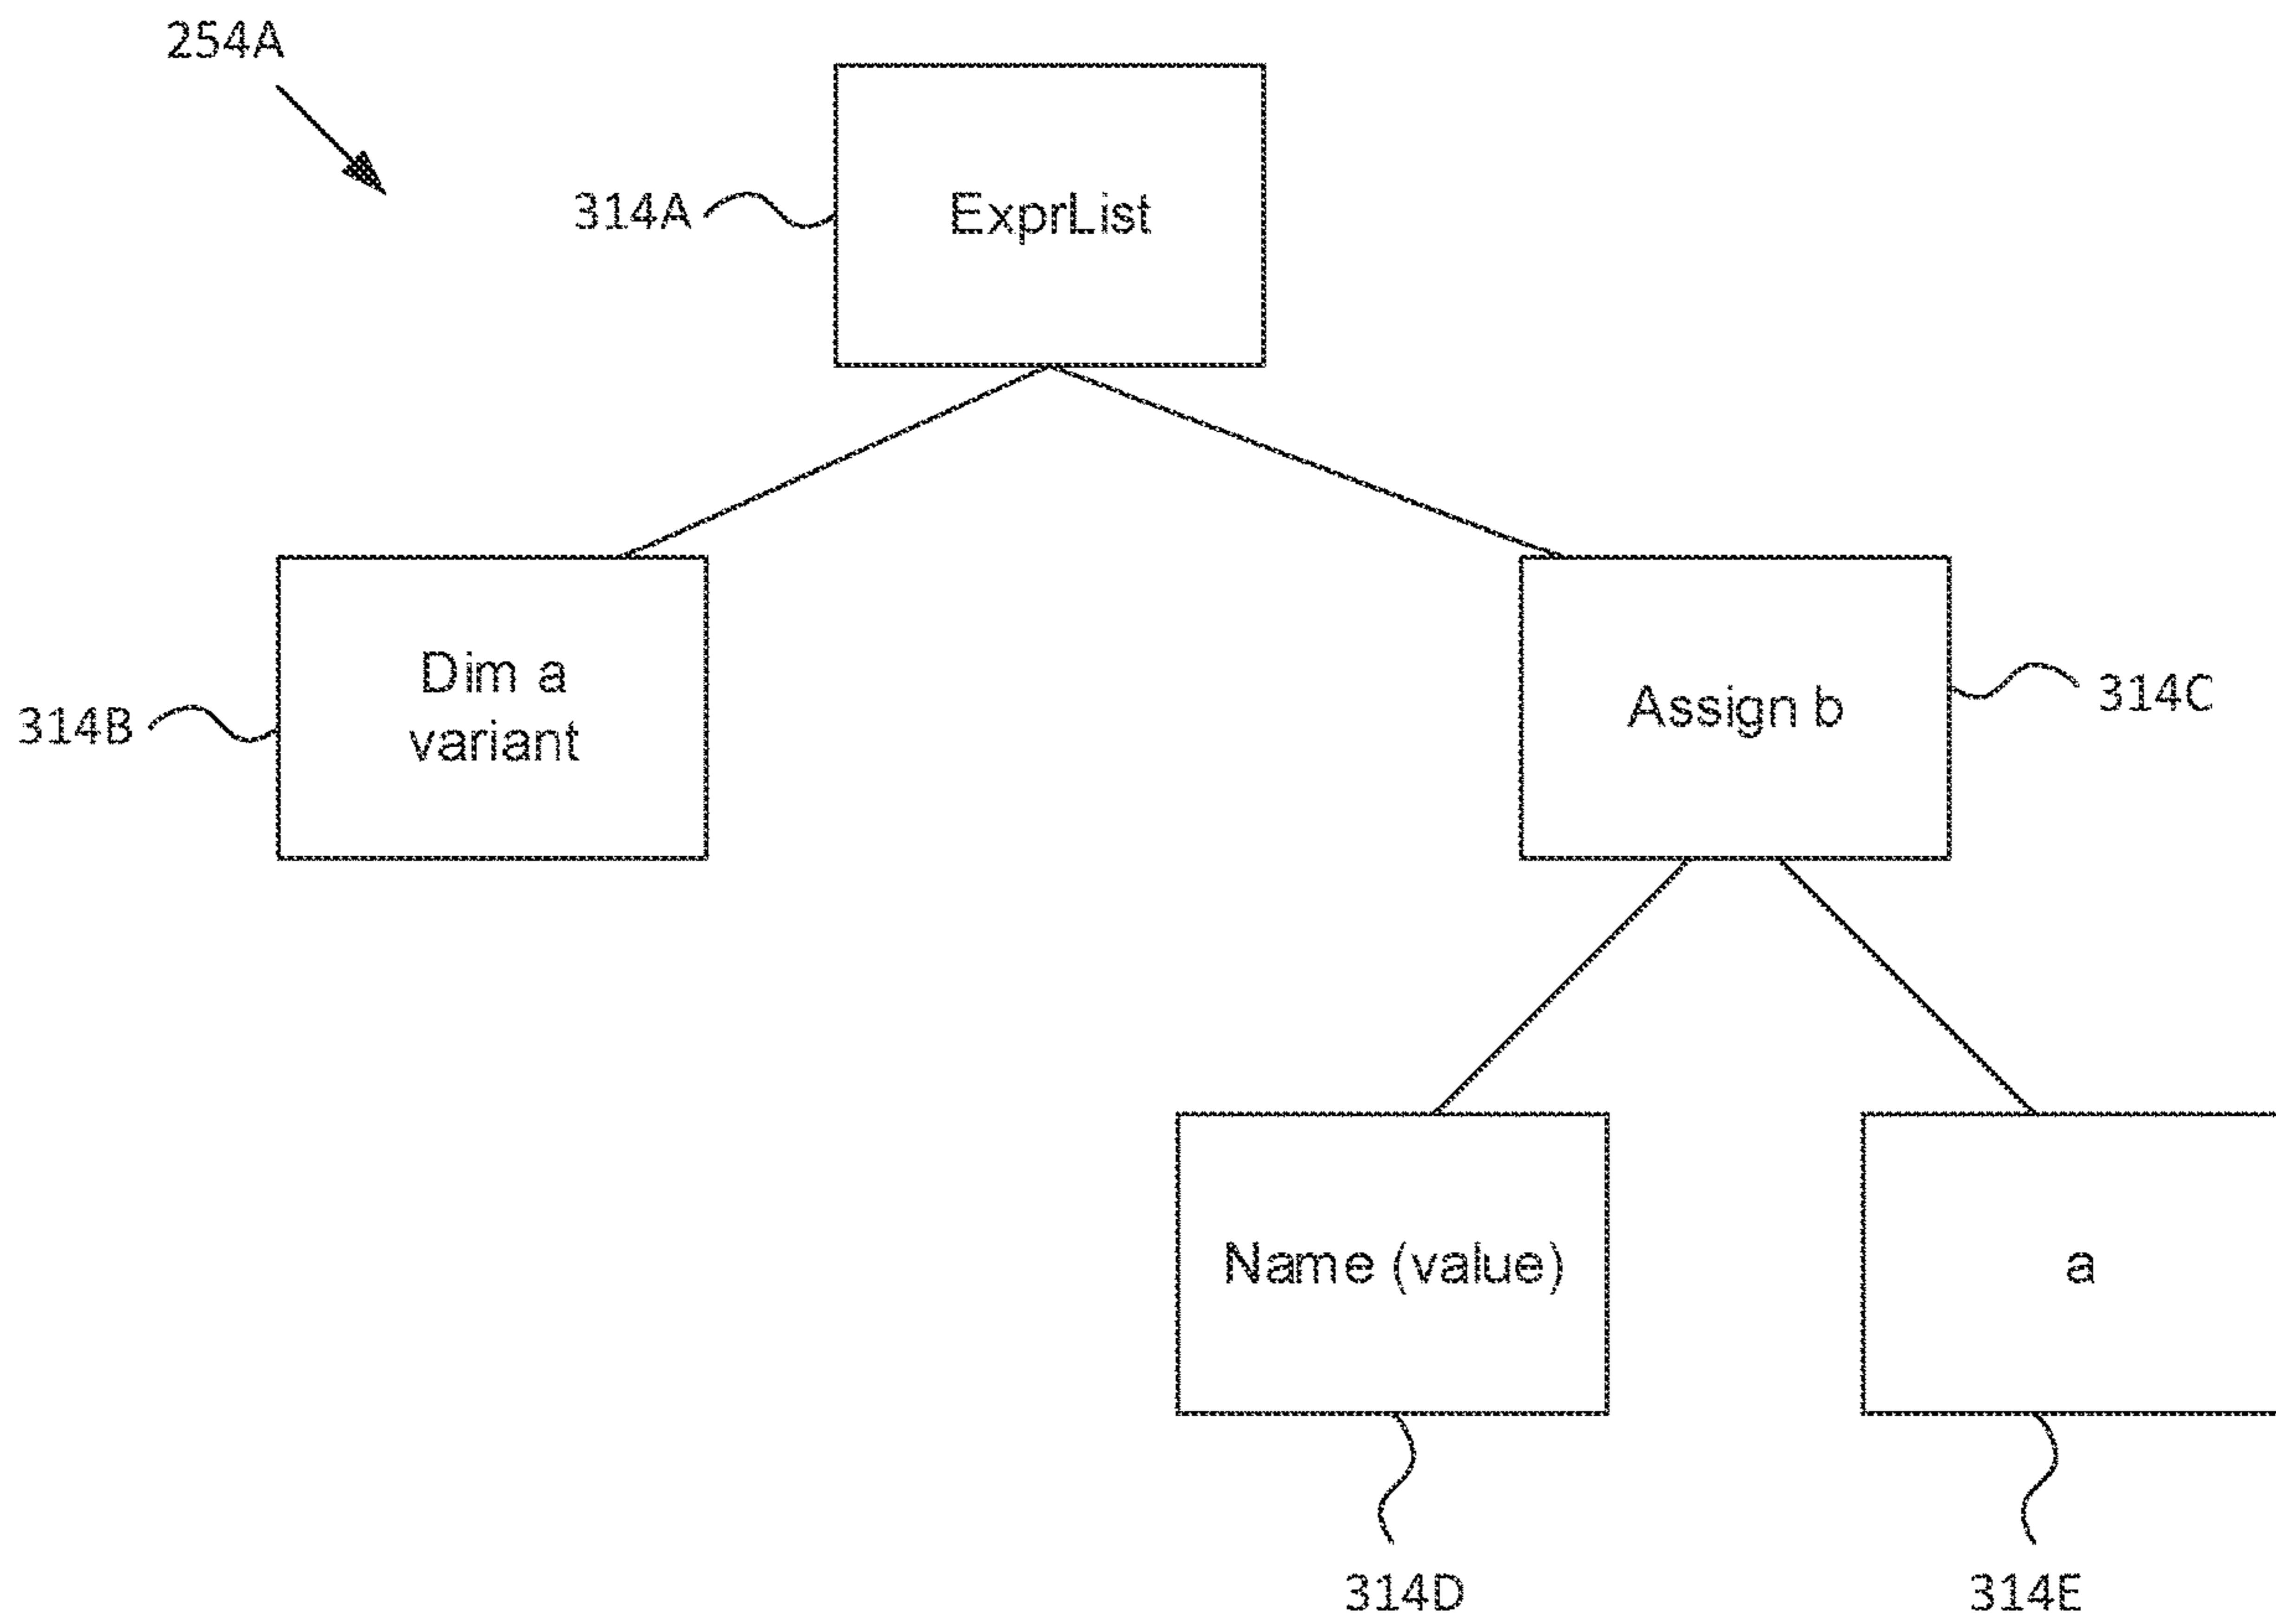 254A
314A
ExprList
314B
Dim a
variant
Assign b
314C
Name (value)
a
314D
314E